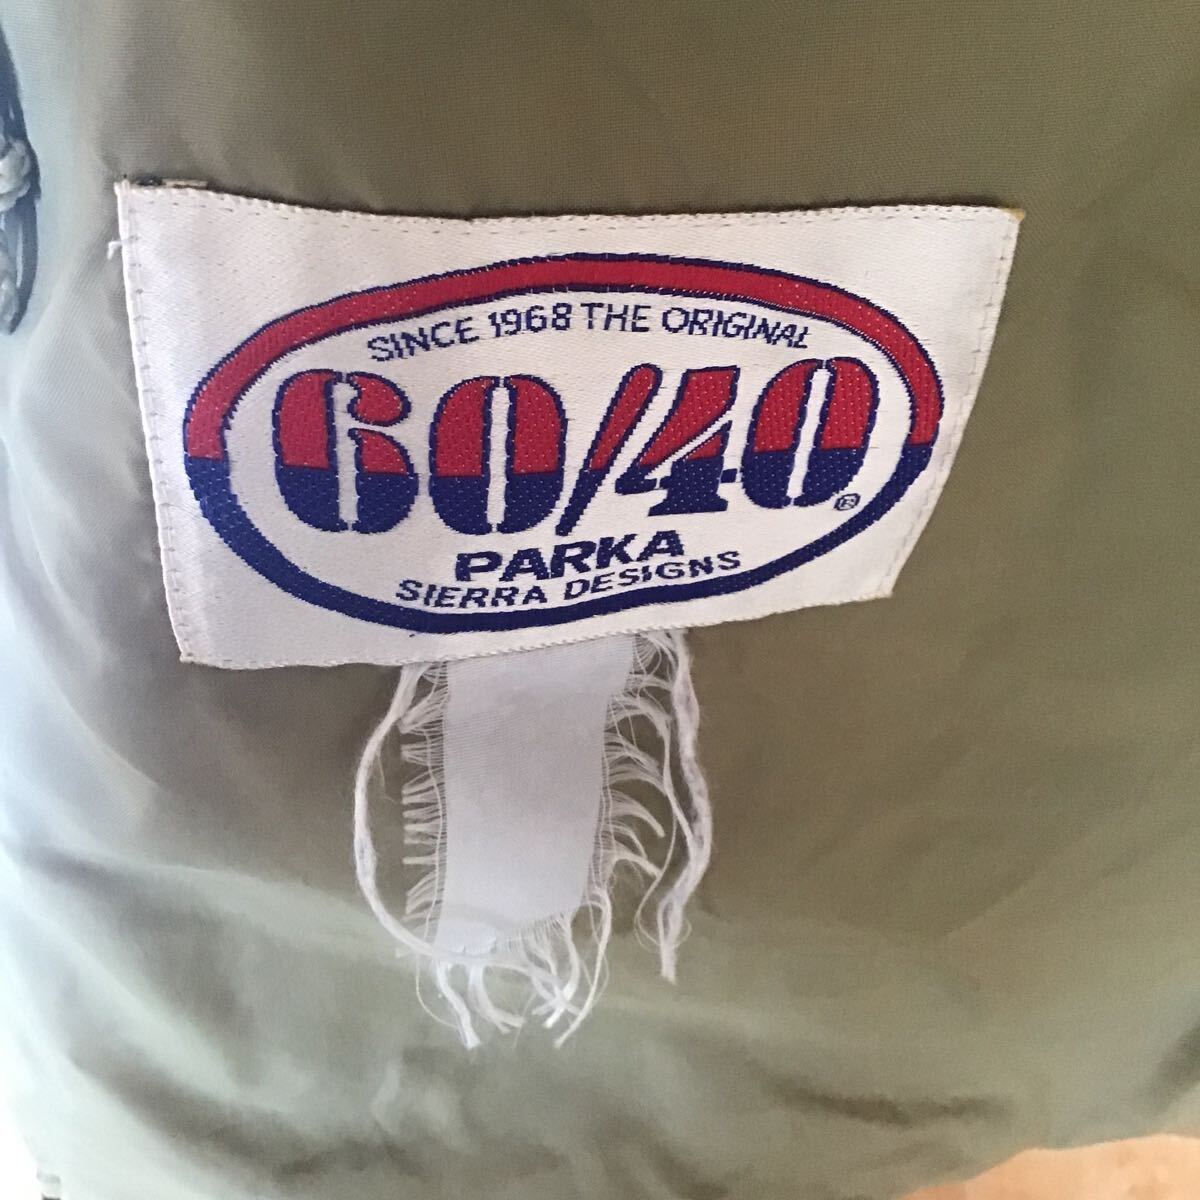 SINCE 1968 THE ORIGINAL
60/40®
PARKA
SIERRA DESIGNS